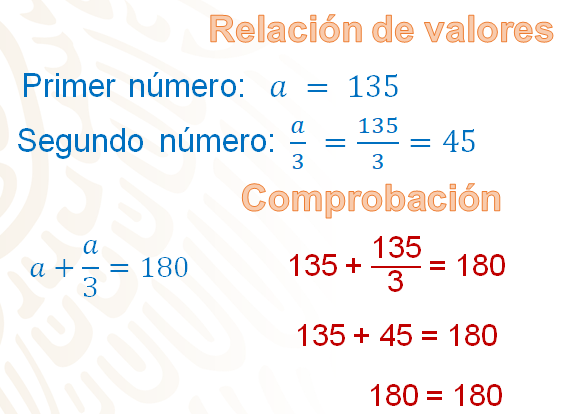 Relación de valores
Primer número: a = 135
Segundo número: a/3 = 135/3 = 45
Comprobación
a + a/3 = 180
135 + 135/3 = 180
135 + 45 = 180
180 = 180